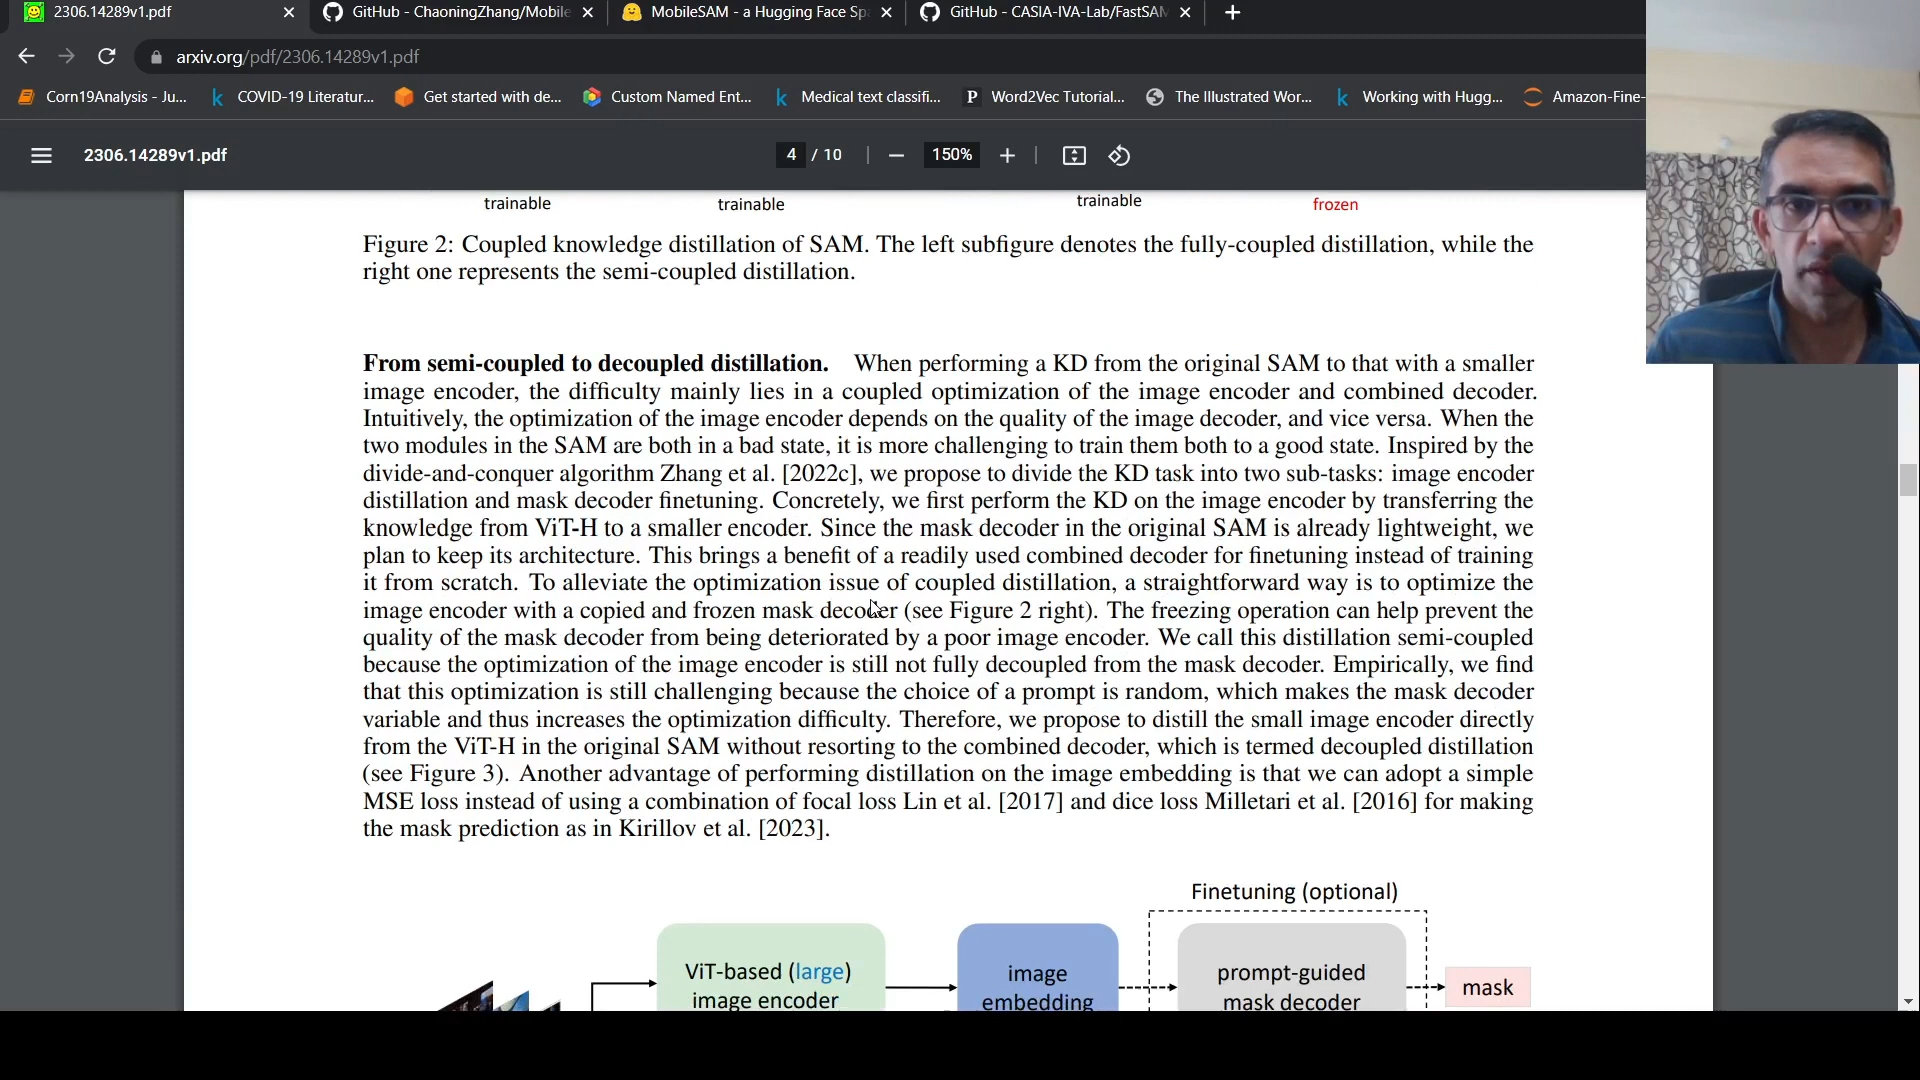 2306.14289v1.pdf
GitHub - ChaoningZhang/Mobile
MobileSAM - a Hugging Face Spa
GitHub - CASIA-IVA-Lab/FastSAM
arxiv.org/pdf/2306.14289v1.pdf
Corn19Analysis - Ju...
COVID-19 Literatur...
Get started with de...
Custom Named Ent...
Medical text classifi...
Word2Vec Tutorial...
The Illustrated Wor...
Working with Hugg...
Amazon-Fine-
2306.14289v1.pdf
4 / 10
150%
trainable
trainable
trainable
frozen
Figure 2: Coupled knowledge distillation of SAM. The left subfigure denotes the fully-coupled distillation, while the
right one represents the semi-coupled distillation.
From semi-coupled to decoupled distillation. When performing a KD from the original SAM to that with a smaller
image encoder, the difficulty mainly lies in a coupled optimization of the image encoder and combined decoder.
Intuitively, the optimization of the image encoder depends on the quality of the image decoder, and vice versa. When the
two modules in the SAM are both in a bad state, it is more challenging to train them both to a good state. Inspired by the
divide-and-conquer algorithm Zhang et al. [2022c], we propose to divide the KD task into two sub-tasks: image encoder
distillation and mask decoder finetuning. Concretely, we first perform the KD on the image encoder by transferring the
knowledge from ViT-H to a smaller encoder. Since the mask decoder in the original SAM is already lightweight, we
plan to keep its architecture. This brings a benefit of a readily used combined decoder for finetuning instead of training
it from scratch. To alleviate the optimization issue of coupled distillation, a straightforward way is to optimize the
image encoder with a copied and frozen mask decoder (see Figure 2 right). The freezing operation can help prevent the
quality of the mask decoder from being deteriorated by a poor image encoder. We call this distillation semi-coupled
because the optimization of the image encoder is still not fully decoupled from the mask decoder. Empirically, we find
that this optimization is still challenging because the choice of a prompt is random, which makes the mask decoder
variable and thus increases the optimization difficulty. Therefore, we propose to distill the small image encoder directly
from the ViT-H in the original SAM without resorting to the combined decoder, which is termed decoupled distillation
(see Figure 3). Another advantage of performing distillation on the image embedding is that we can adopt a simple
MSE loss instead of using a combination of focal loss Lin et al. [2017] and dice loss Milletari et al. [2016] for making
the mask prediction as in Kirillov et al. [2023].
Finetuning (optional)
ViT-based (large)
image encoder
image
embedding
prompt-guided
mask decoder
mask